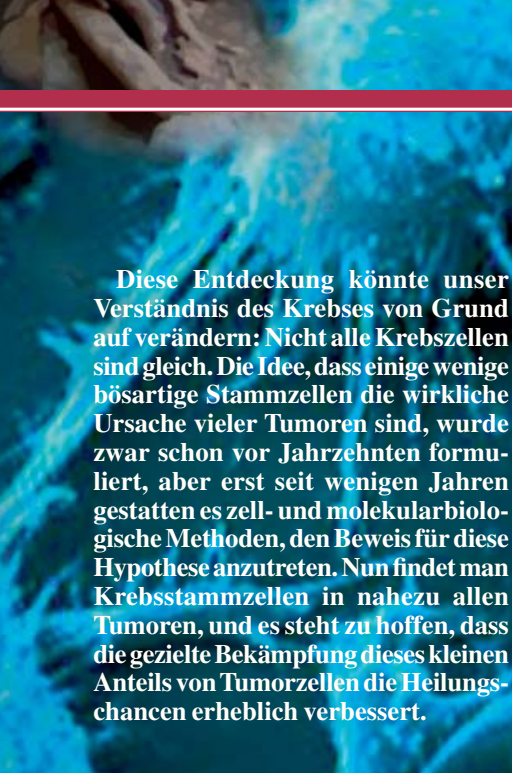 Diese Entdeckung könnte unser
Verständnis des Krebses von Grund
auf verändern: Nicht alle Krebszellen
sind gleich. Die Idee, dass einige wenige
bösartige Stammzellen die wirkliche
Ursache vieler Tumoren sind, wurde
zwar schon vor Jahrzehnten formu-
liert, aber erst seit wenigen Jahren
gestatten es zell- und molekularbiolo-
gische Methoden, den Beweis für diese
Hypothese anzutreten. Nun findet man
Krebsstammzellen in nahezu allen
Tumoren, und es steht zu hoffen, dass
die gezielte Bekämpfung dieses kleinen
Anteils von Tumorzellen die Heilungs-
chancen erheblich verbessert.